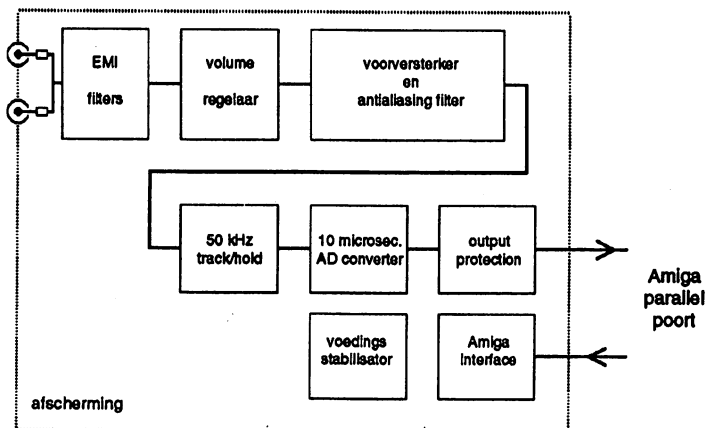 EMI
filters
volume
regelaar
voorversterker
en
antialiasing filter
50 kHz
track/hold
10 microsec.
AD converter
output
protection
Amiga
parallel
poort
voedings
stabilisator
Amiga
interface
afscherming